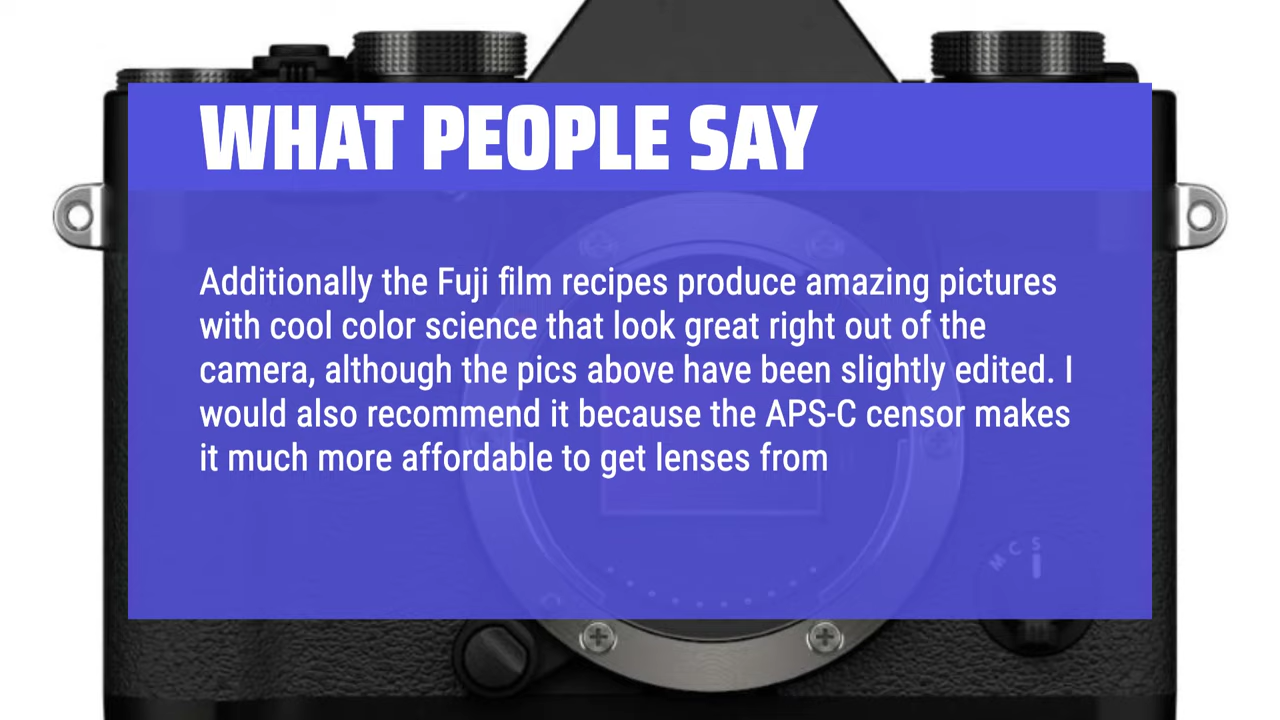 WHAT PEOPLE SAY
Additionally the Fuji film recipes produce amazing pictures
with cool color science that look great right out of the
camera, although the pics above have been slightly edited. I
would also recommend it because the APS-C censor makes
it much more affordable to get lenses from
M C S